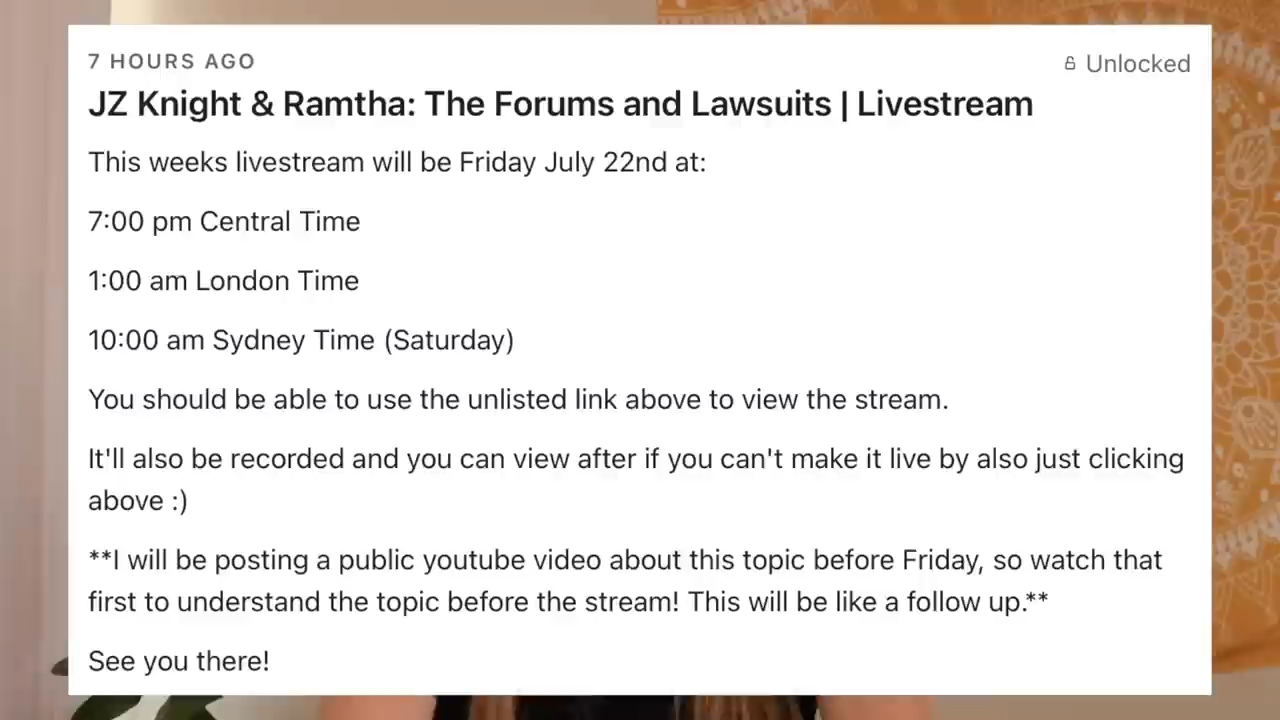 7 HOURS AGO
Unlocked
JZ Knight & Ramtha: The Forums and Lawsuits | Livestream
This weeks livestream will be Friday July 22nd at:
7:00 pm Central Time
1:00 am London Time
10:00 am Sydney Time (Saturday)
You should be able to use the unlisted link above to view the stream.
It'll also be recorded and you can view after if you can't make it live by also just clicking
above :)
**I will be posting a public youtube video about this topic before Friday, so watch that
first to understand the topic before the stream! This will be like a follow up.**
See you there!